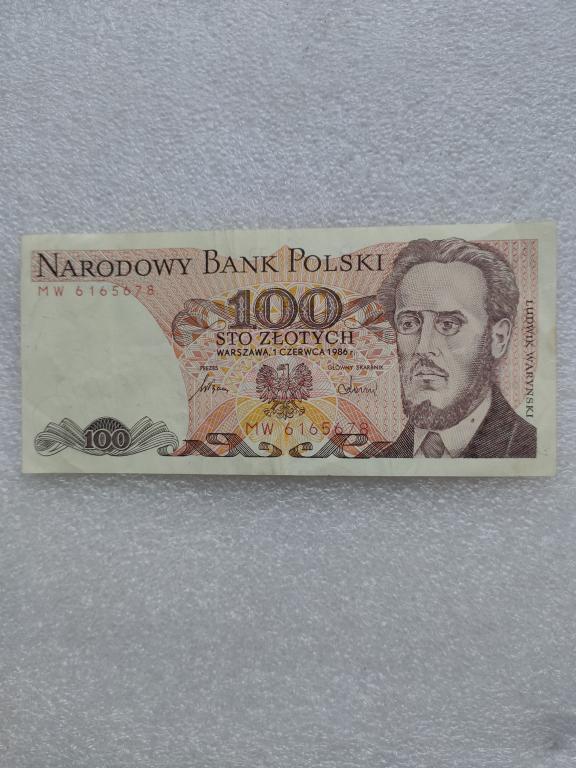 NARODOWY BANK POLSKI
MW 6165678
100
STO ZŁOTYCH
WARSZAWA, 1 CZERWCA 1986 r.
PREZES
GŁÓWNY SKARBNIK
MW 6165678
100
LUDWIK WARYŃSKI